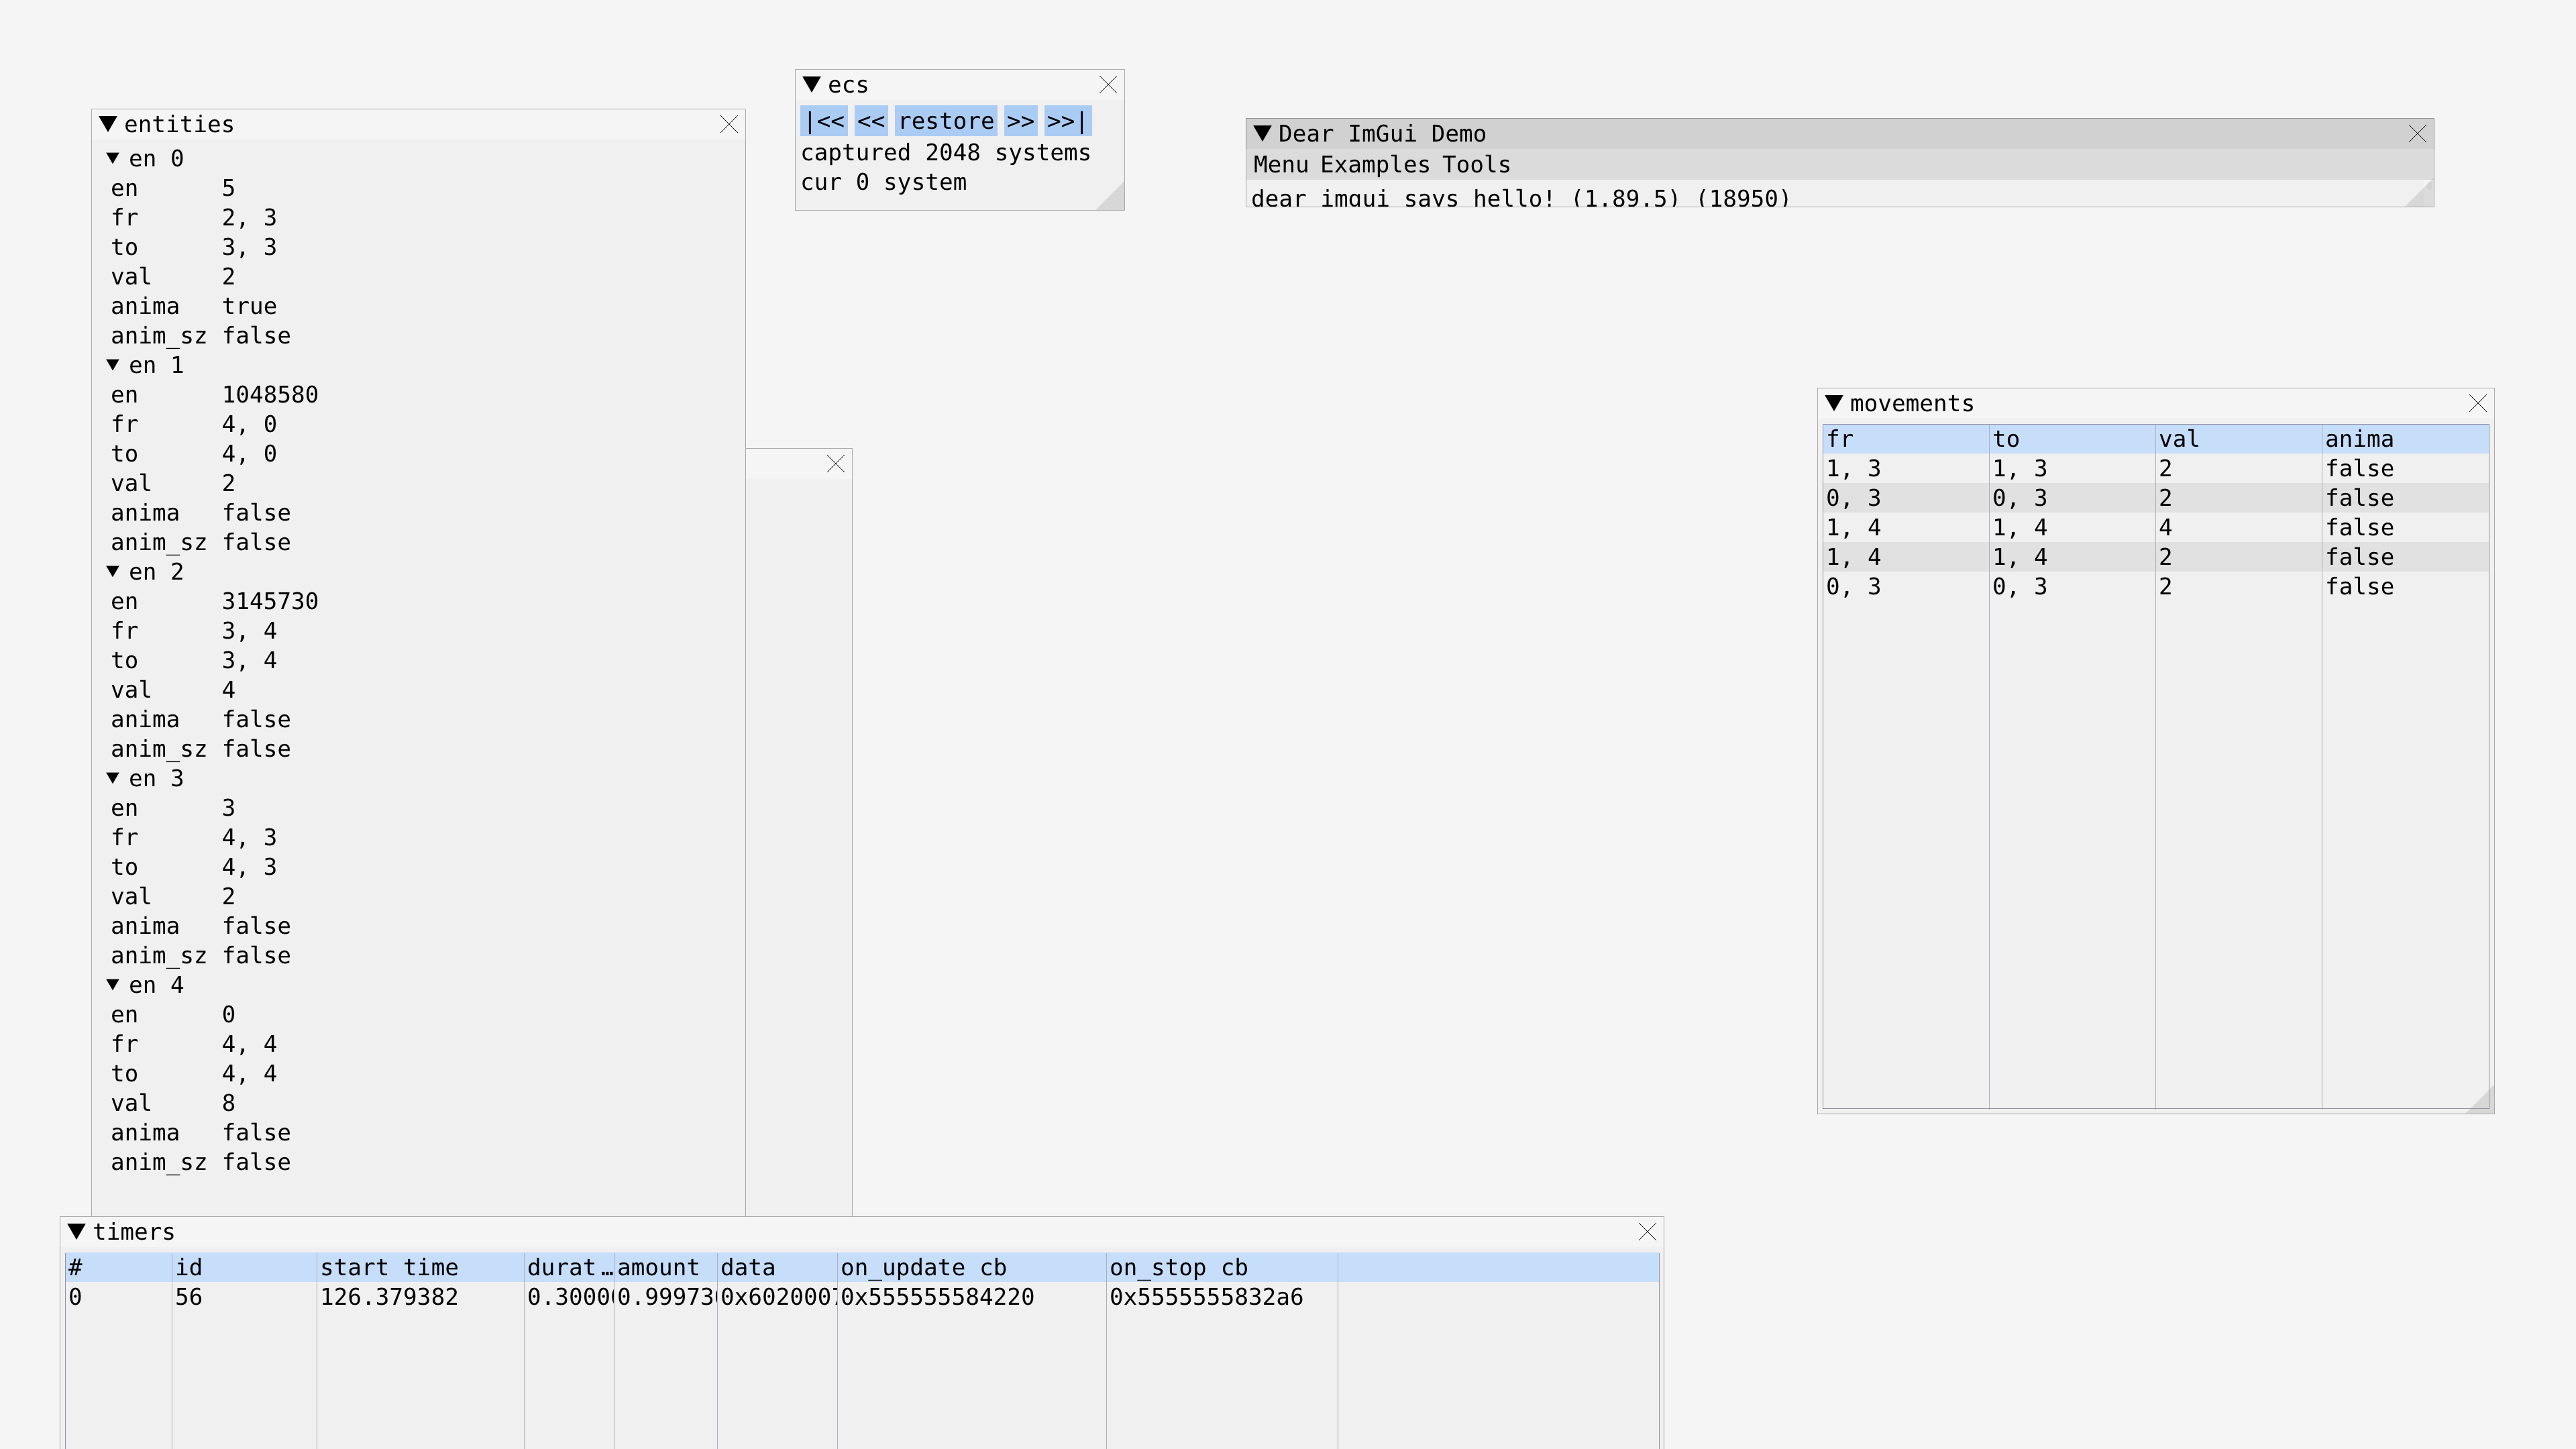 entities
en 0
en 5
fr 2, 3
to 3, 3
val 2
anima true
anim_sz false
en 1
en 1048580
fr 4, 0
to 4, 0
val 2
anima false
anim_sz false
en 2
en 3145730
fr 3, 4
to 3, 4
val 4
anima false
anim_sz false
en 3
en 3
fr 4, 3
to 4, 3
val 2
anima false
anim_sz false
en 4
en 0
fr 4, 4
to 4, 4
val 8
anima false
anim_sz false
ecs
|<< << restore >> >>|
captured 2048 systems
cur 0 system
Dear ImGui Demo
Menu Examples Tools
dear imgui says hello! (1.89.5) (18950)
movements
fr to val anima
1, 3 1, 3 2 false
0, 3 0, 3 2 false
1, 4 1, 4 4 false
1, 4 1, 4 2 false
0, 3 0, 3 2 false
timers
# id start time durat… amount data on_update cb on_stop cb
0 56 126.379382 0.3000 0.99973 0x602000 0x555555584220 0x5555555832a6